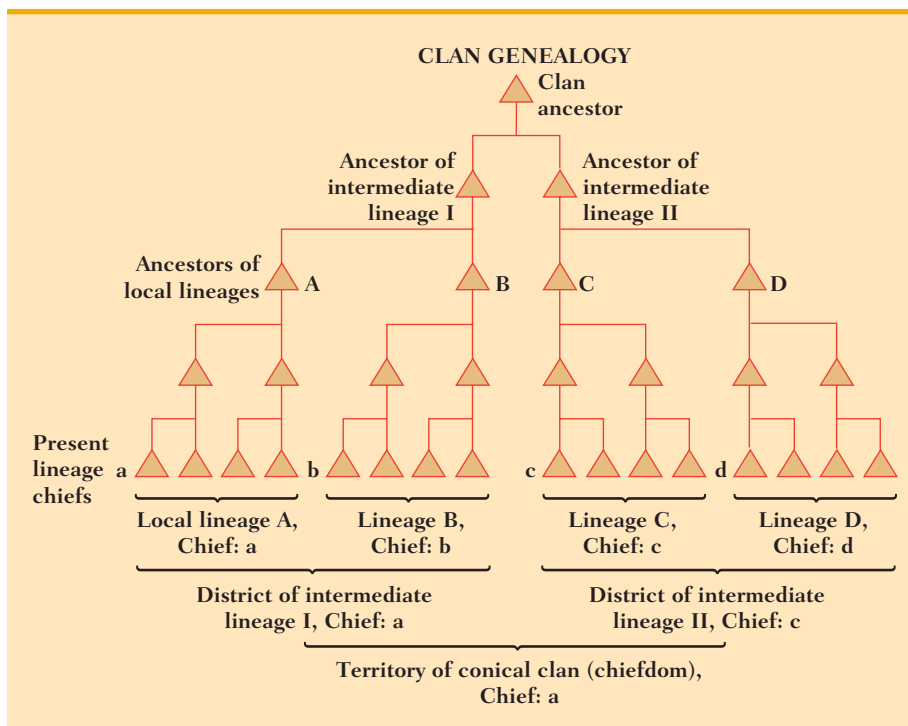 CLAN GENEALOGY
Clan
ancestor
Ancestor of
intermediate
lineage I
Ancestor of
intermediate
lineage II
Ancestors of
local lineages
A
B
C
D
Present
lineage
chiefs
a
b
c
d
Local lineage A,
Chief: a
Lineage B,
Chief: b
Lineage C,
Chief: c
Lineage D,
Chief: d
District of intermediate
lineage I, Chief: a
District of intermediate
lineage II, Chief: c
Territory of conical clan (chiefdom),
Chief: a